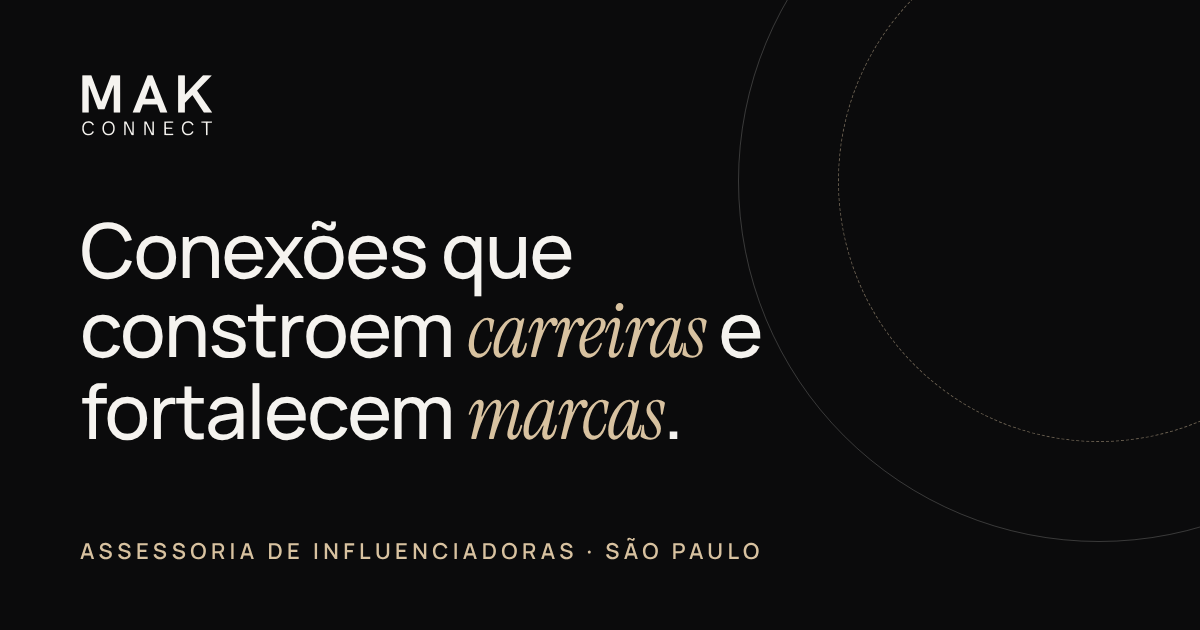 MAK
CONNECT
Conexões que
constroem carreiras e
fortalecem marcas.
ASSESSORIA DE INFLUENCIADORAS · SÃO PAULO